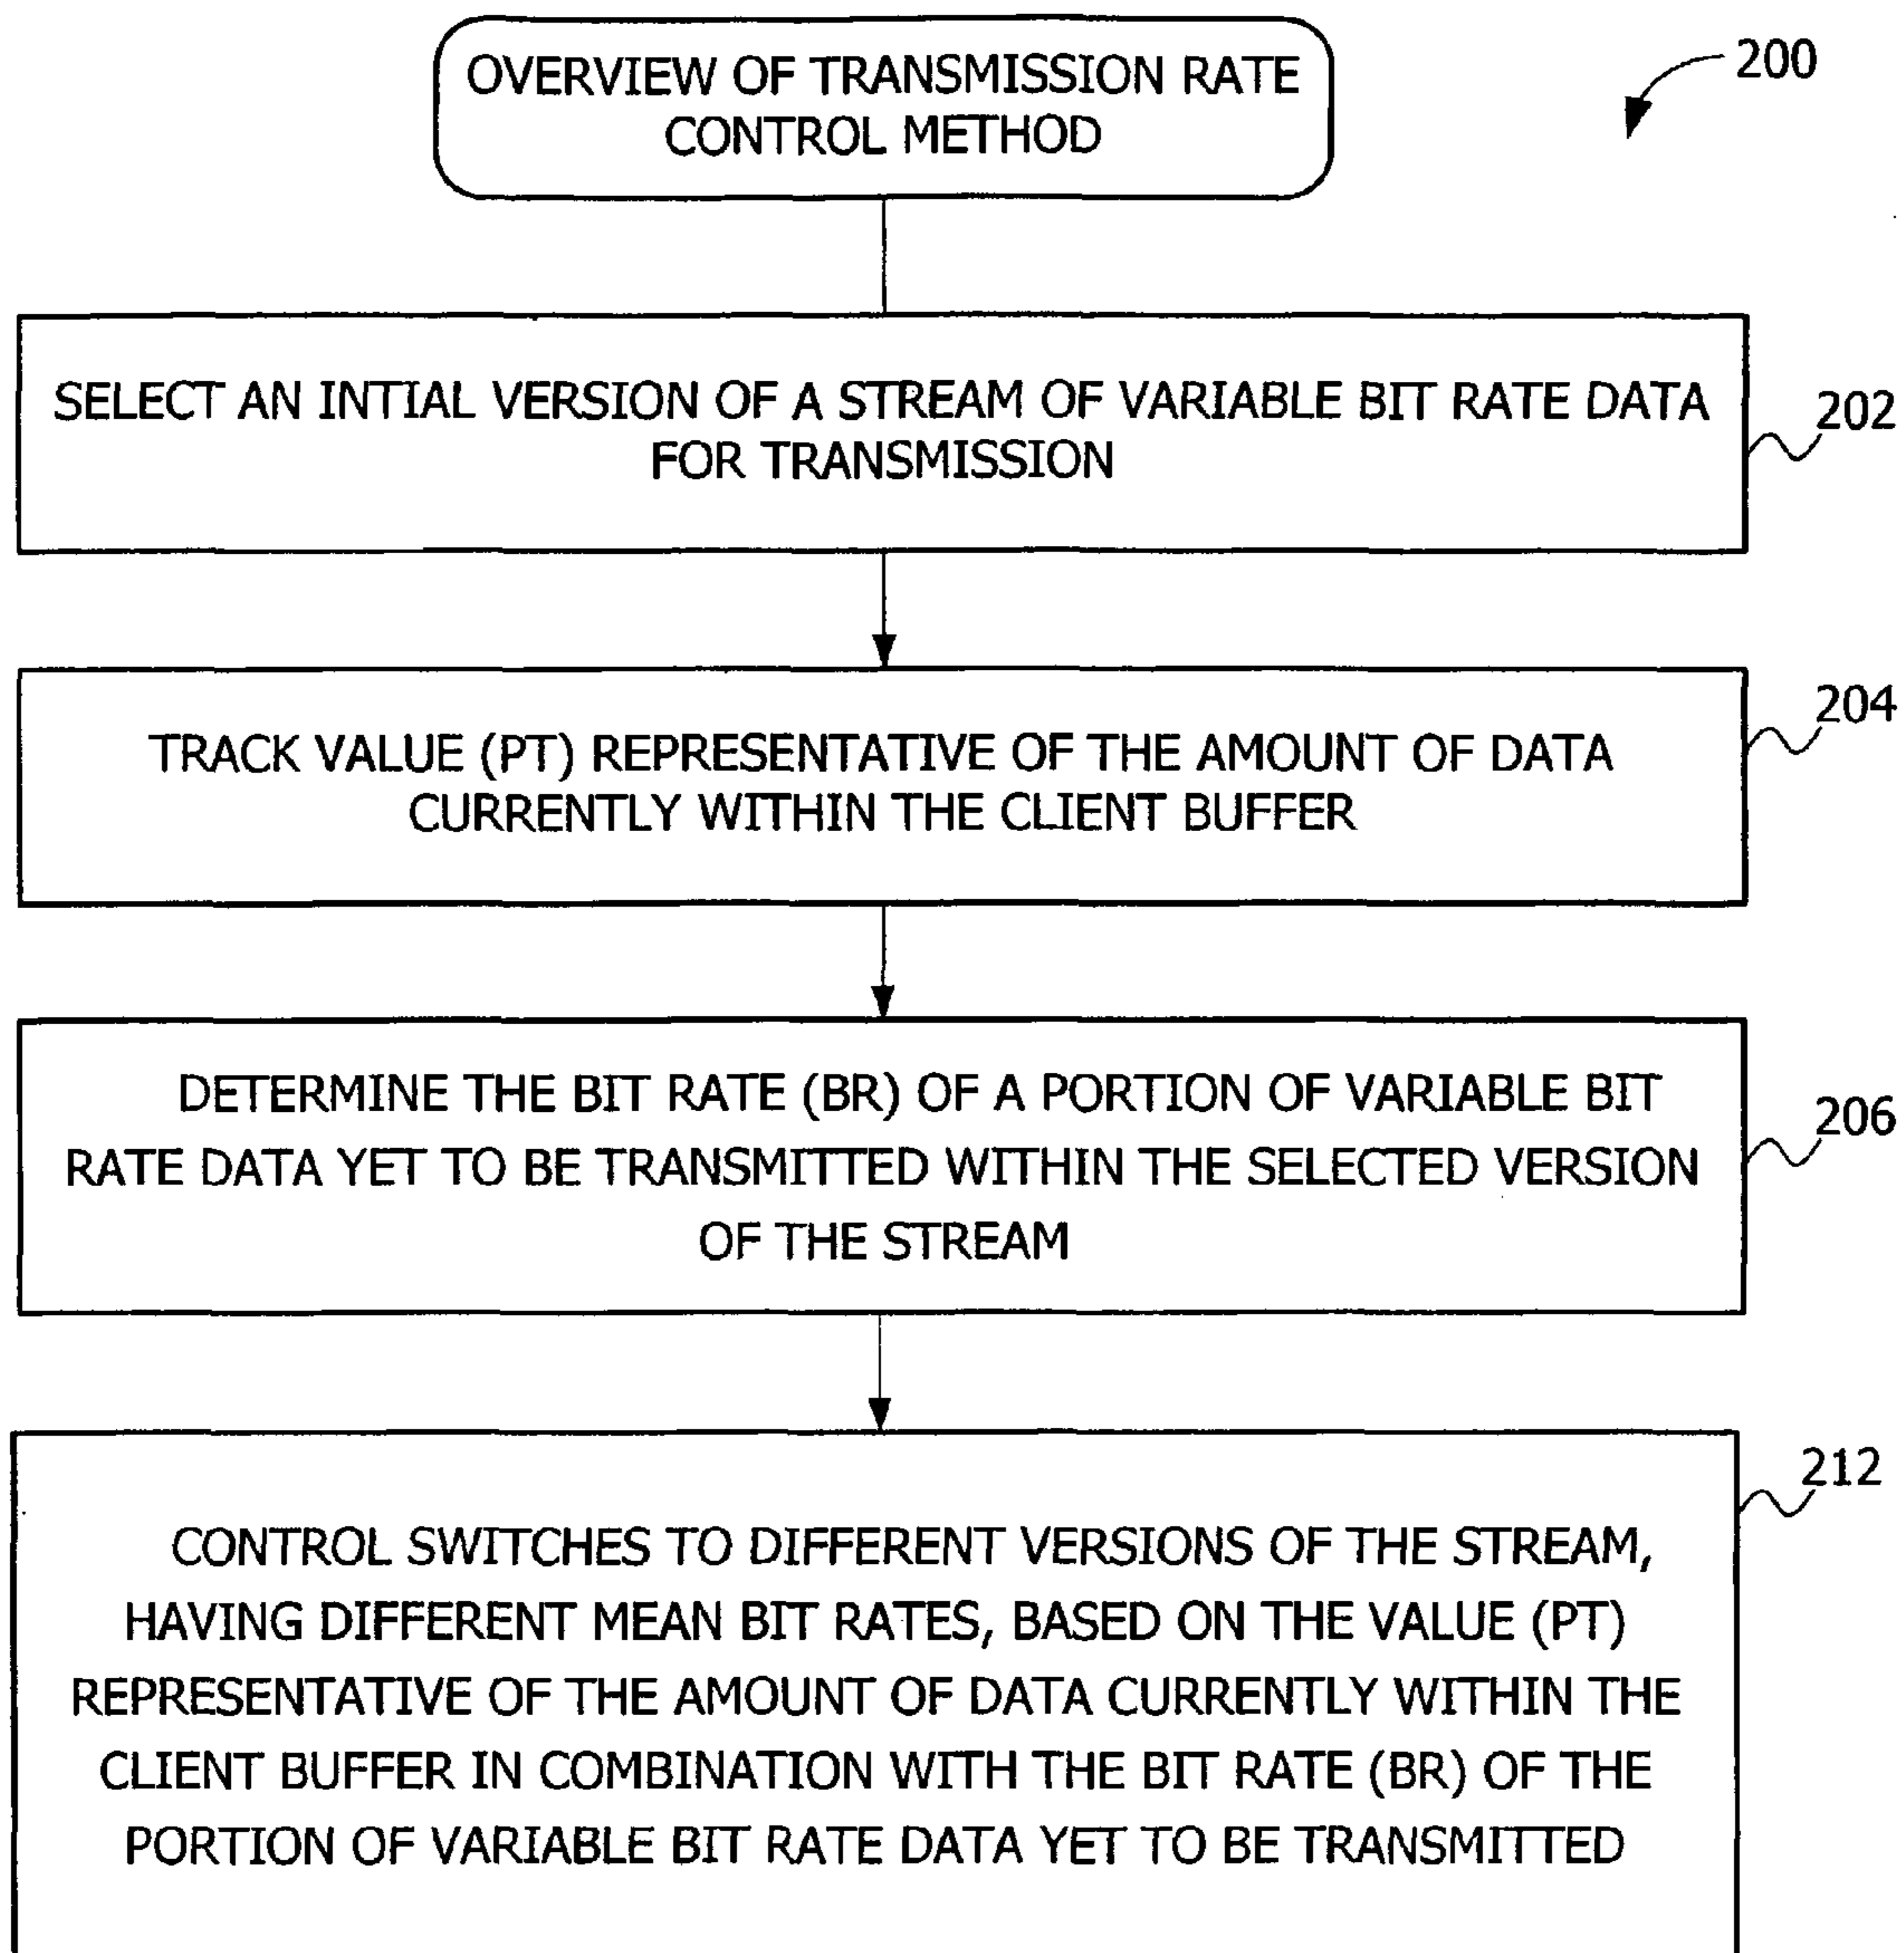 OVERVIEW OF TRANSMISSION RATE
CONTROL METHOD
200
SELECT AN INTIAL VERSION OF A STREAM OF VARIABLE BIT RATE DATA
FOR TRANSMISSION
202
TRACK VALUE (PT) REPRESENTATIVE OF THE AMOUNT OF DATA
CURRENTLY WITHIN THE CLIENT BUFFER
204
DETERMINE THE BIT RATE (BR) OF A PORTION OF VARIABLE BIT
RATE DATA YET TO BE TRANSMITTED WITHIN THE SELECTED VERSION
OF THE STREAM
206
CONTROL SWITCHES TO DIFFERENT VERSIONS OF THE STREAM,
HAVING DIFFERENT MEAN BIT RATES, BASED ON THE VALUE (PT)
REPRESENTATIVE OF THE AMOUNT OF DATA CURRENTLY WITHIN THE
CLIENT BUFFER IN COMBINATION WITH THE BIT RATE (BR) OF THE
PORTION OF VARIABLE BIT RATE DATA YET TO BE TRANSMITTED
212